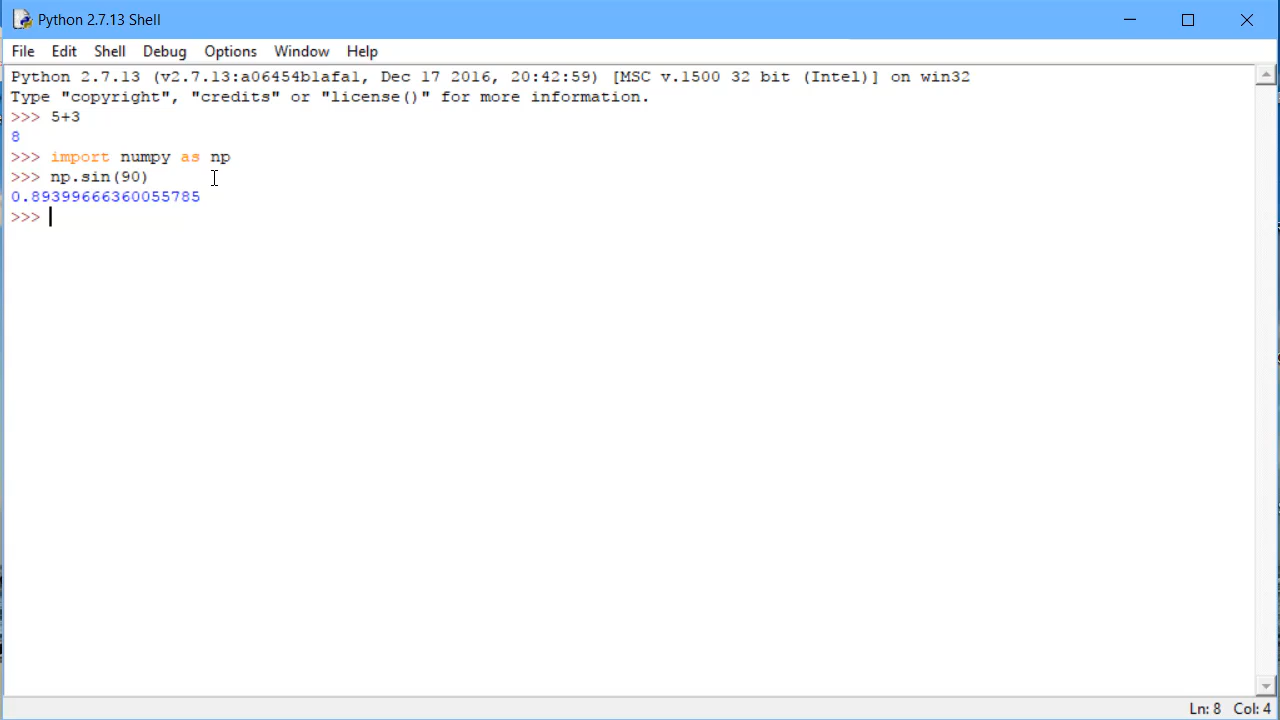 Python 2.7.13 Shell
File Edit Shell Debug Options Window Help
Python 2.7.13 (v2.7.13:a06454b1afa1, Dec 17 2016, 20:42:59) [MSC v.1500 32 bit (Intel)] on win32
Type "copyright", "credits" or "license()" for more information.
>>> 5+3
8
>>> import numpy as np
>>> np.sin(90)
0.89399666360055785
>>>
Ln: 8 Col: 4